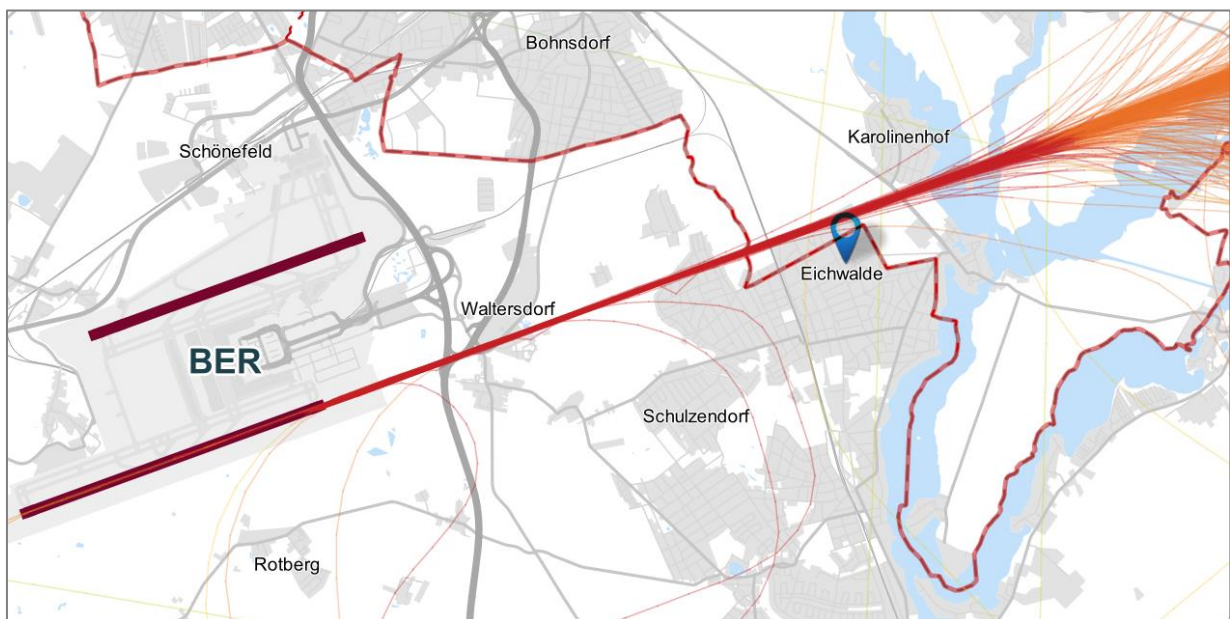 Bohnsdorf
Karolinenhof
Schönefeld
Eichwalde
Waltersdorf
BER
Schulzendorf
Rotberg